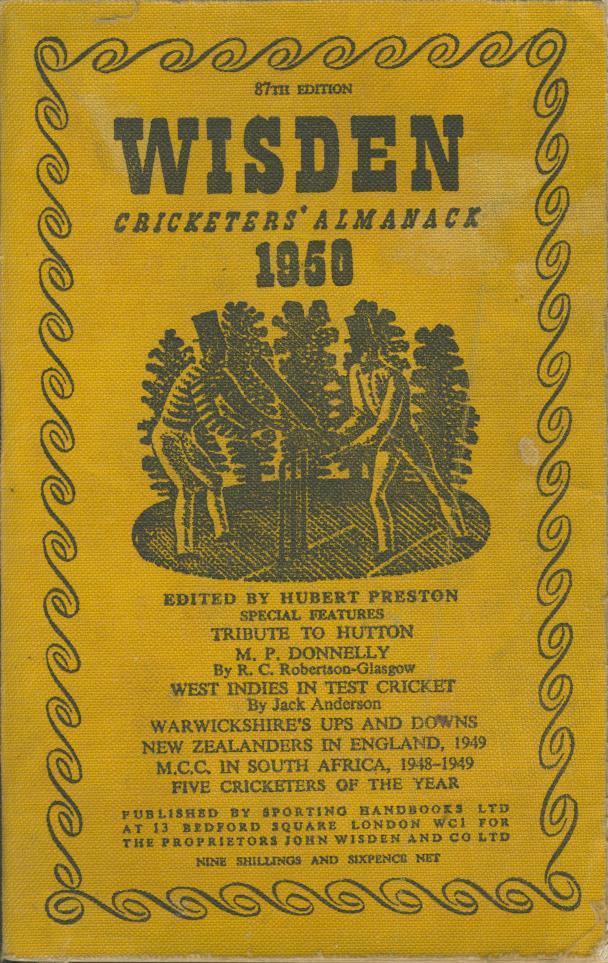 87TH EDITION
WISDEN
CRICKETERS' ALMANACK
1950
EDITED BY HUBERT PRESTON
SPECIAL FEATURES
TRIBUTE TO HUTTON
M. P. DONNELLY
By R. C. Robertson-Glasgow
WEST INDIES IN TEST CRICKET
By Jack Anderson
WARWICKSHIRE'S UPS AND DOWNS
NEW ZEALANDERS IN ENGLAND, 1949
M.C.C. IN SOUTH AFRICA, 1948–1949
FIVE CRICKETERS OF THE YEAR
PUBLISHED BY SPORTING HANDBOOKS LTD
AT 13 BEDFORD SQUARE LONDON WC1 FOR
THE PROPRIETORS JOHN WISDEN AND CO LTD
NINE SHILLINGS AND SIXPENCE NET